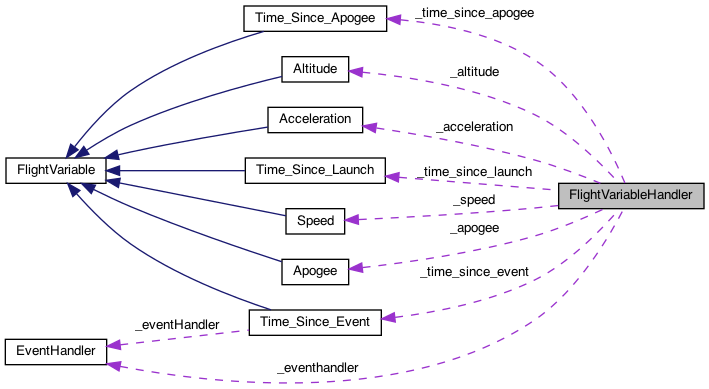 Time_Since_Apogee
_time_since_apogee
Altitude
_altitude
Acceleration
_acceleration
FlightVariable
Time_Since_Launch
_time_since_launch
FlightVariableHandler
Speed
_speed
_apogee
Apogee
_time_since_event
Time_Since_Event
_eventHandler
EventHandler
_eventhandler